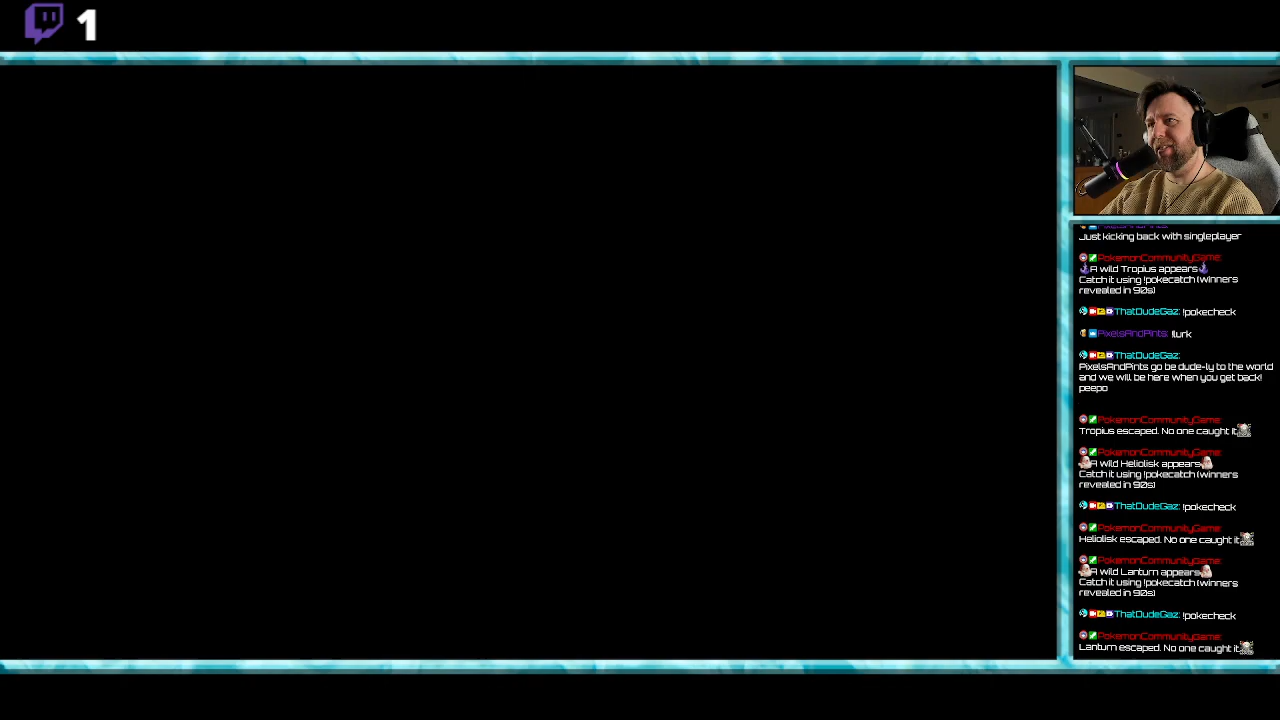 1
Just kicking back with singleplayer
PokemonCommunityGame:
A wild Tropius appears
Catch it using !pokecatch (winners
revealed in 90s)
ThatDudeGaz: !pokecheck
PixelsAndPints: !lurk
ThatDudeGaz:
PixelsAndPints go be dude-ly to the world
and we will be here when you get back!
peepo
PokemonCommunityGame:
Tropius escaped. No one caught it
PokemonCommunityGame:
A wild Heliolisk appears
Catch it using !pokecatch (winners
revealed in 90s)
ThatDudeGaz: !pokecheck
PokemonCommunityGame:
Heliolisk escaped. No one caught it
PokemonCommunityGame:
A wild Lanturn appears
Catch it using !pokecatch (winners
revealed in 90s)
ThatDudeGaz: !pokecheck
PokemonCommunityGame:
Lanturn escaped. No one caught it